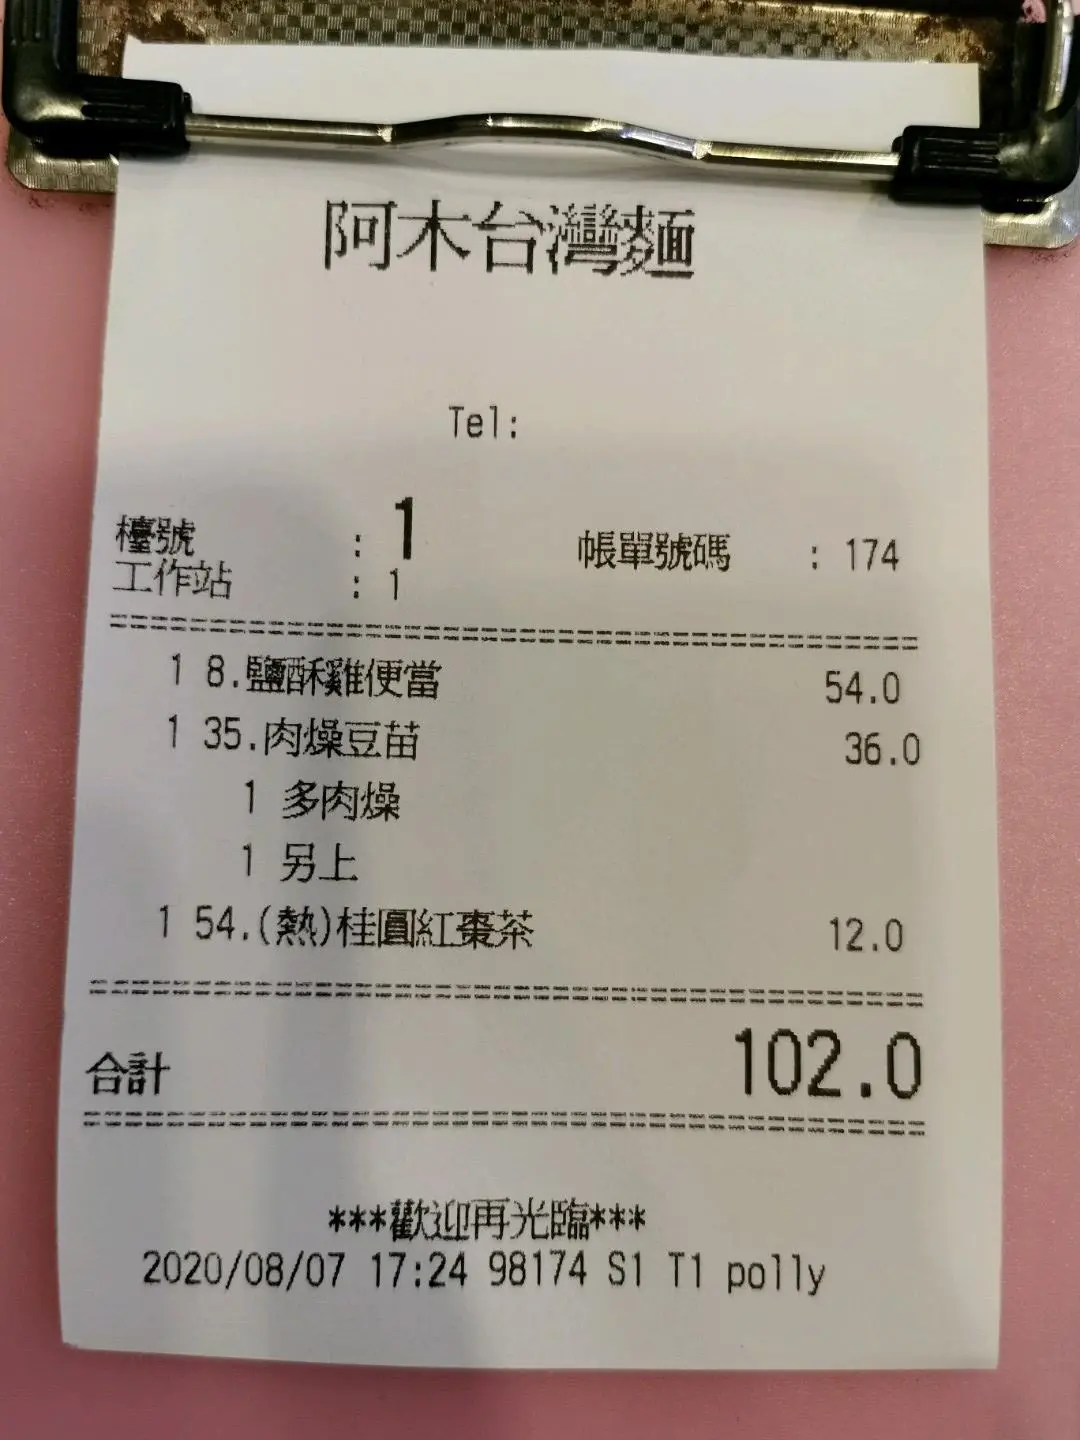 阿木台灣麵
Tel:
檯號 : 1 帳單號碼 : 174
工作站 : 1
1 8.鹽酥雞便當 54.0
1 35.肉燥豆苗 36.0
1 多肉燥
1 另上
1 54.(熱)桂圓紅棗茶 12.0
合計 102.0
***歡迎再光臨***
2020/08/07 17:24 98174 S1 T1 polly